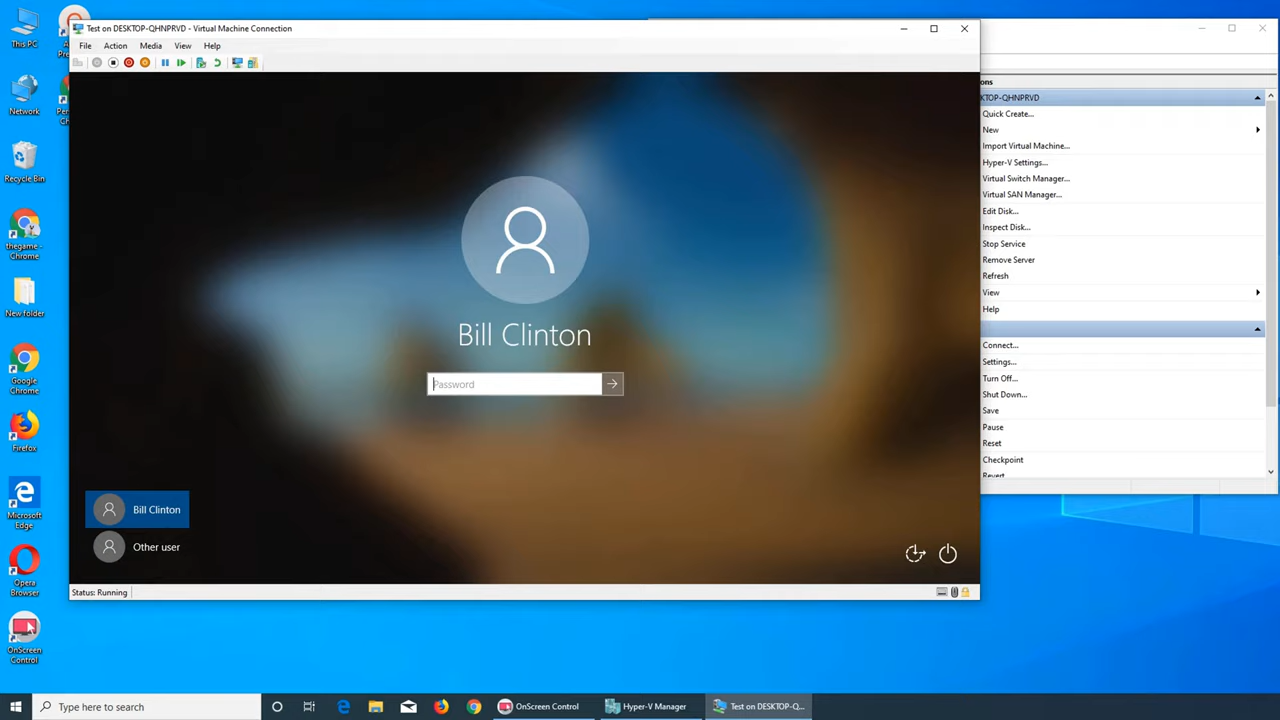 This PC
Network
Recycle Bin
thegame -
Chrome
New folder
Google
Chrome
Firefox
Microsoft
Edge
Opera
Browser
OnScreen
Control
Test on DESKTOP-QHNPRVD - Virtual Machine Connection
File Action Media View Help
Bill Clinton
Password
Bill Clinton
Other user
Status: Running
ons
KTOP-QHNPRVD
Quick Create...
New
Import Virtual Machine...
Hyper-V Settings...
Virtual Switch Manager...
Virtual SAN Manager...
Edit Disk...
Inspect Disk...
Stop Service
Remove Server
Refresh
View
Help
Connect...
Settings...
Turn Off...
Shut Down...
Save
Pause
Reset
Checkpoint
Revert
Type here to search
OnScreen Control
Hyper-V Manager
Test on DESKTOP-Q...